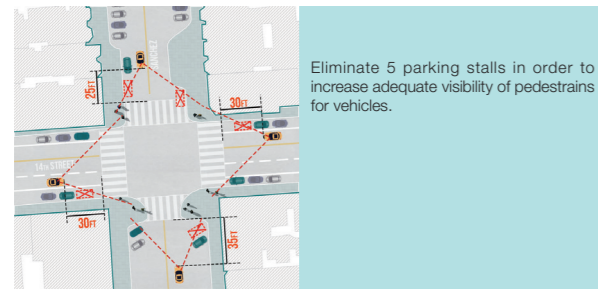 SANCHEZ
25FT
30FT
14TH STREET
30FT
35FT
Eliminate 5 parking stalls in order to
increase adequate visibility of pedestrains
for vehicles.